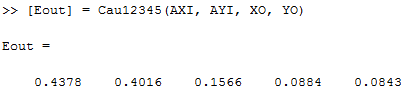 >> [Eout] = Cau12345(AXI, AYI, XO, YO)
Eout =
0.4378 0.4016 0.1566 0.0884 0.0843